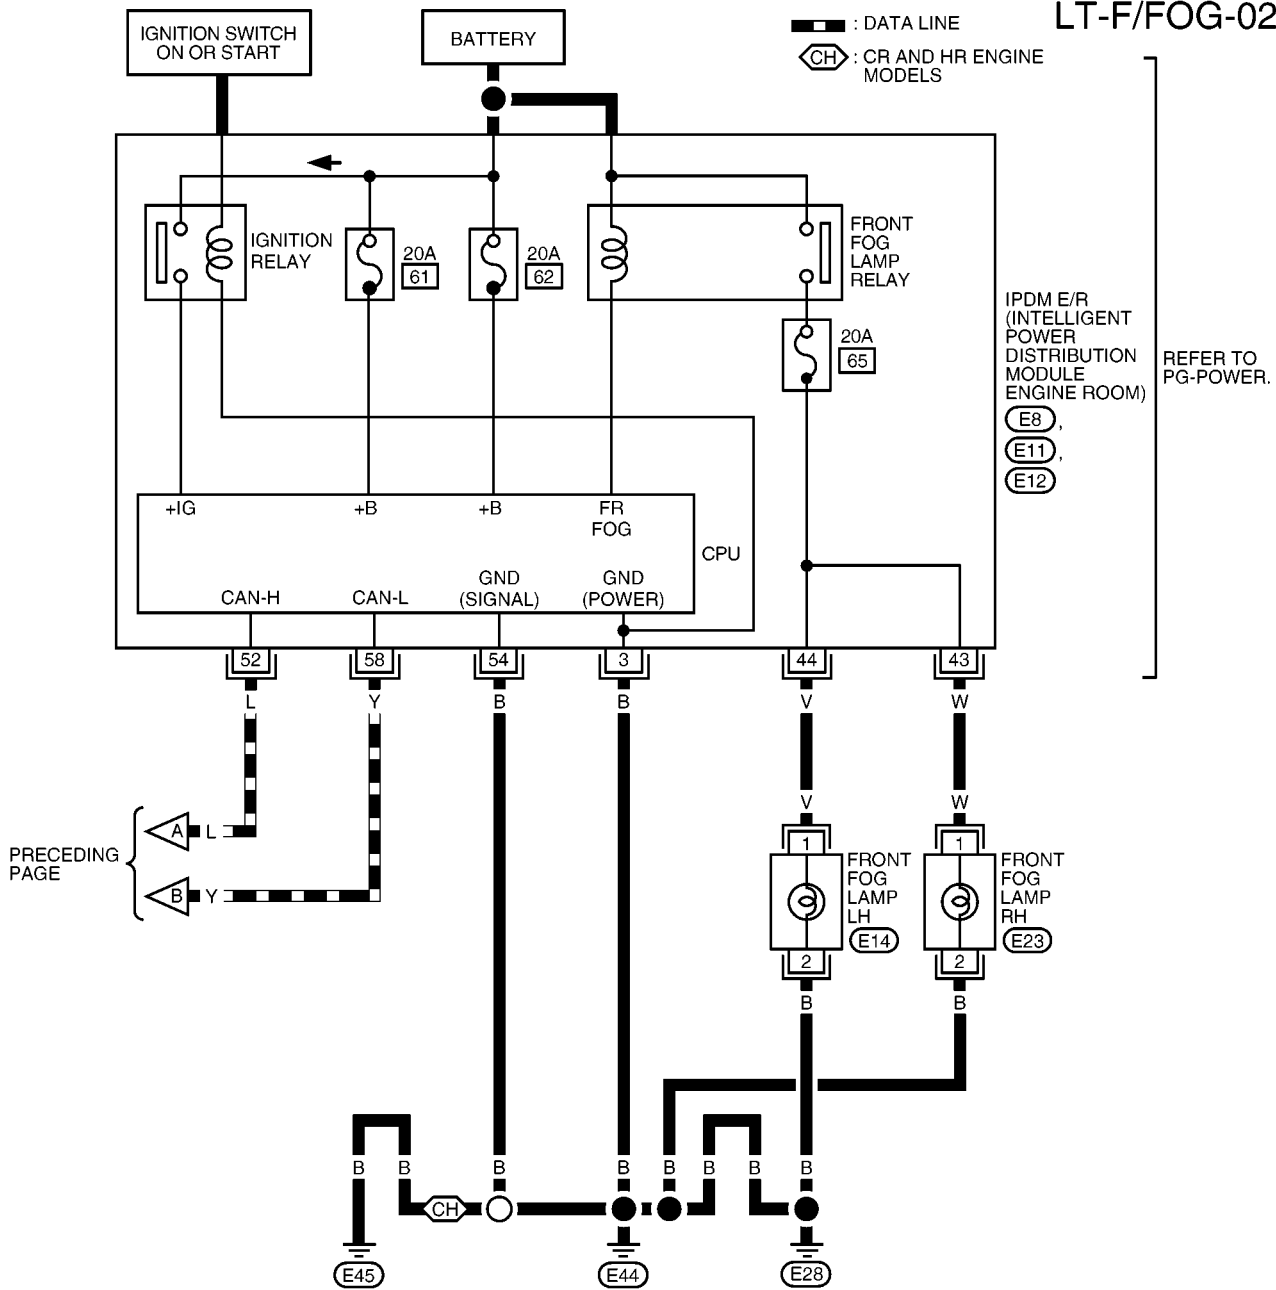 LT-F/FOG-02
IGNITION SWITCH
ON OR START
BATTERY
: DATA LINE
CH : CR AND HR ENGINE
MODELS
IGNITION
RELAY
20A
61
20A
62
FRONT
FOG
LAMP
RELAY
20A
65
IPDM E/R
(INTELLIGENT
POWER
DISTRIBUTION
MODULE
ENGINE ROOM)
E8 ,
E11 ,
E12
REFER TO
PG-POWER.
+IG
+B
+B
FR
FOG
CPU
CAN-H
CAN-L
GND
(SIGNAL)
GND
(POWER)
52
58
54
3
44
43
L
Y
B
B
V
W
V
W
PRECEDING
PAGE
A L
B Y
1
FRONT
FOG
LAMP
LH
E14
2
1
FRONT
FOG
LAMP
RH
E23
2
B
B
B
B
B
B
B
B
B
B
CH
E45
E44
E28